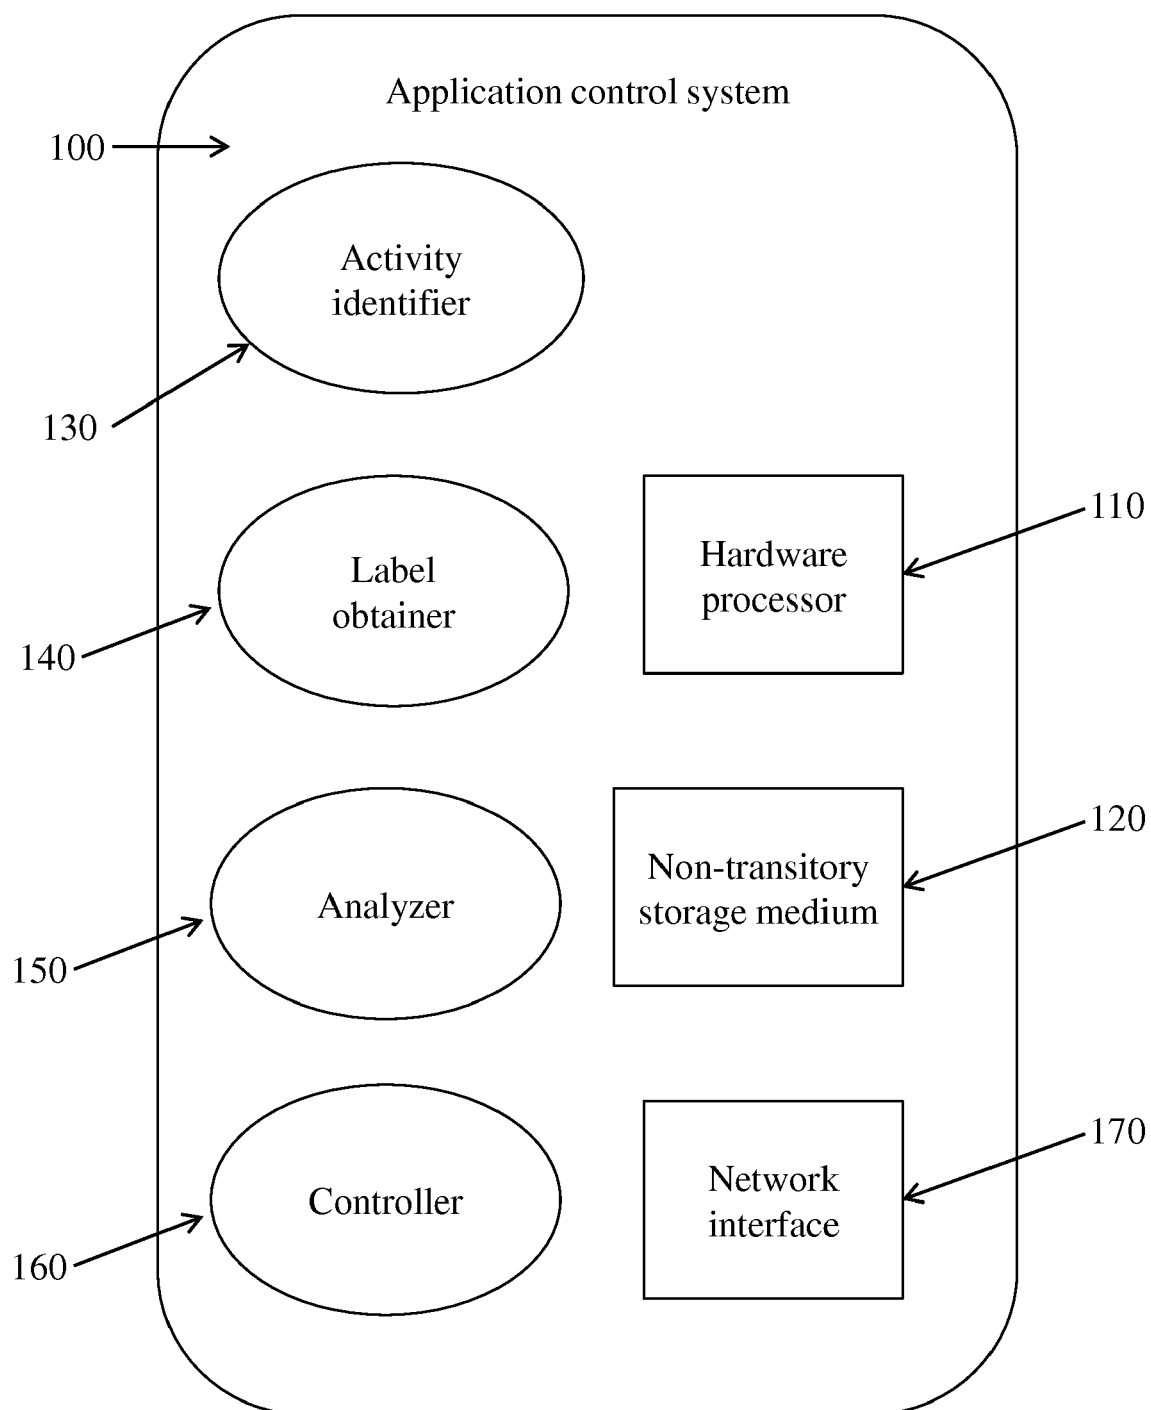 Application control system
100
Activity
identifier
130
Label
obtainer
140
Hardware
processor
110
Analyzer
150
Non-transitory
storage medium
120
Controller
160
Network
interface
170